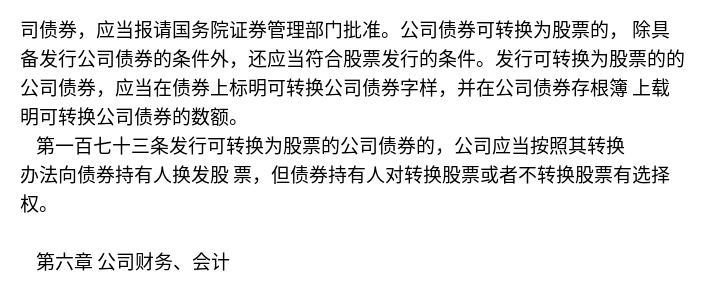 司债券，应当报请国务院证券管理部门批准。公司债券可转换为股票的， 除具
备发行公司债券的条件外，还应当符合股票发行的条件。发行可转换为股票的的
公司债券，应当在债券上标明可转换公司债券字样，并在公司债券存根簿 上载
明可转换公司债券的数额。
第一百七十三条发行可转换为股票的公司债券的，公司应当按照其转换
办法向债券持有人换发股 票，但债券持有人对转换股票或者不转换股票有选择
权。
第六章 公司财务、会计